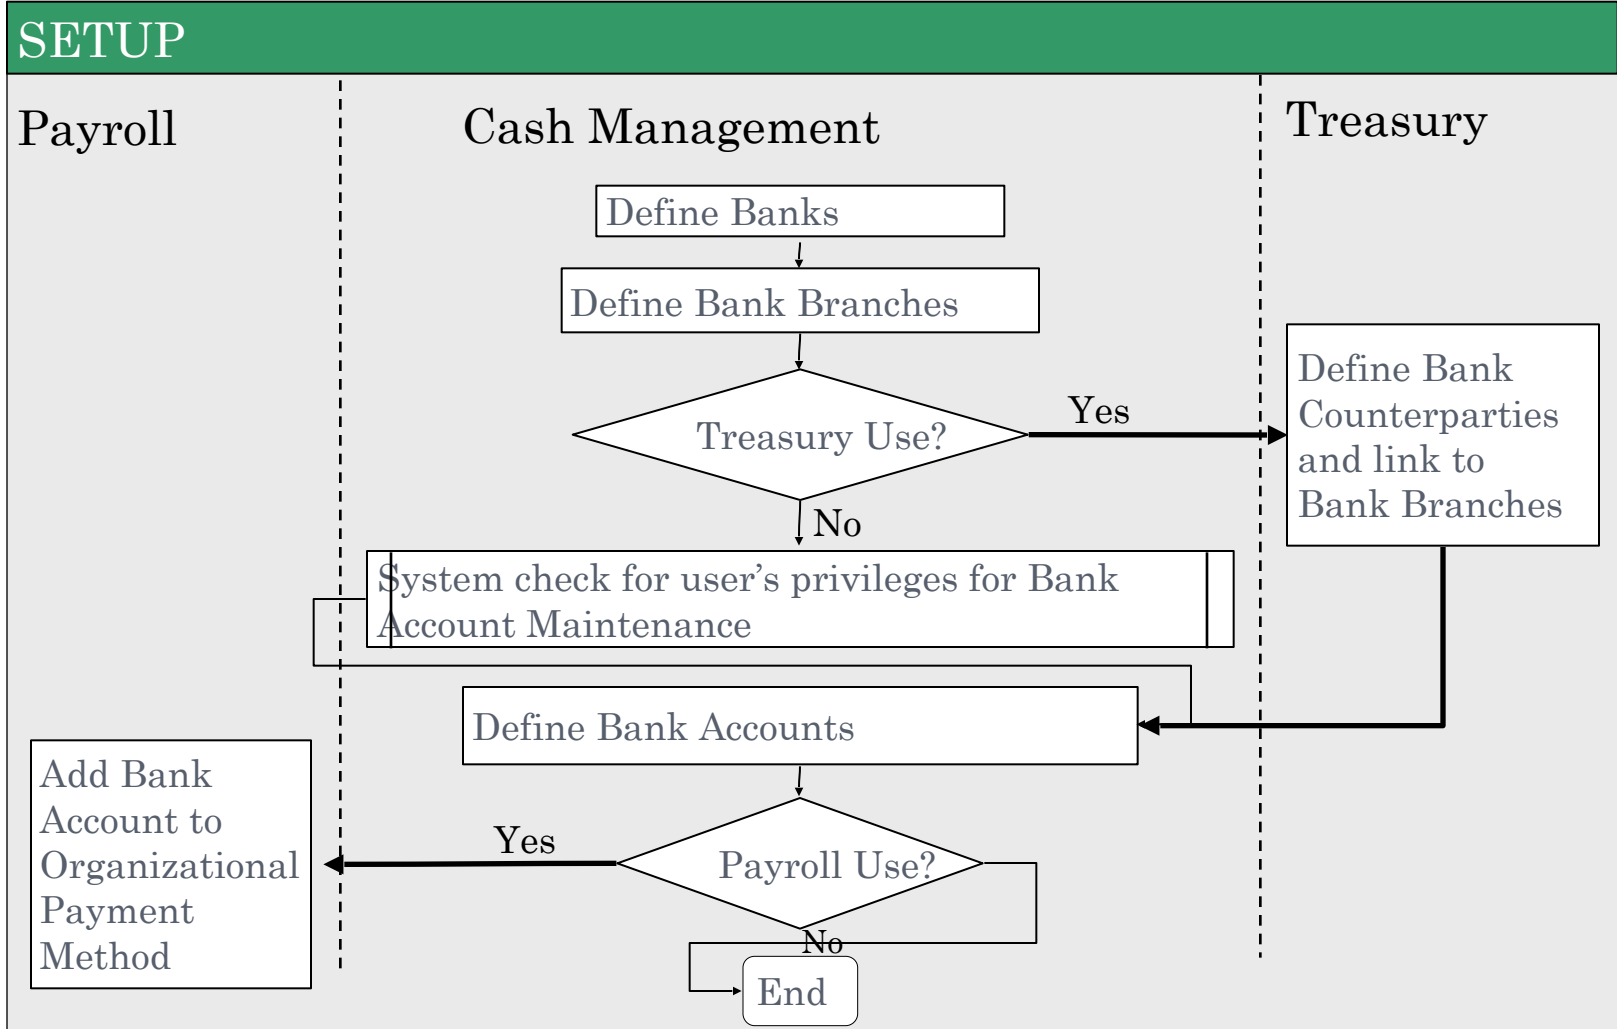 SETUP
Payroll
Cash Management
Treasury
Define Banks
Define Bank Branches
Treasury Use?
Yes
Define Bank
Counterparties
and link to
Bank Branches
No
System check for user’s privileges for Bank
Account Maintenance
Define Bank Accounts
Payroll Use?
Yes
Add Bank
Account to
Organizational
Payment
Method
No
End